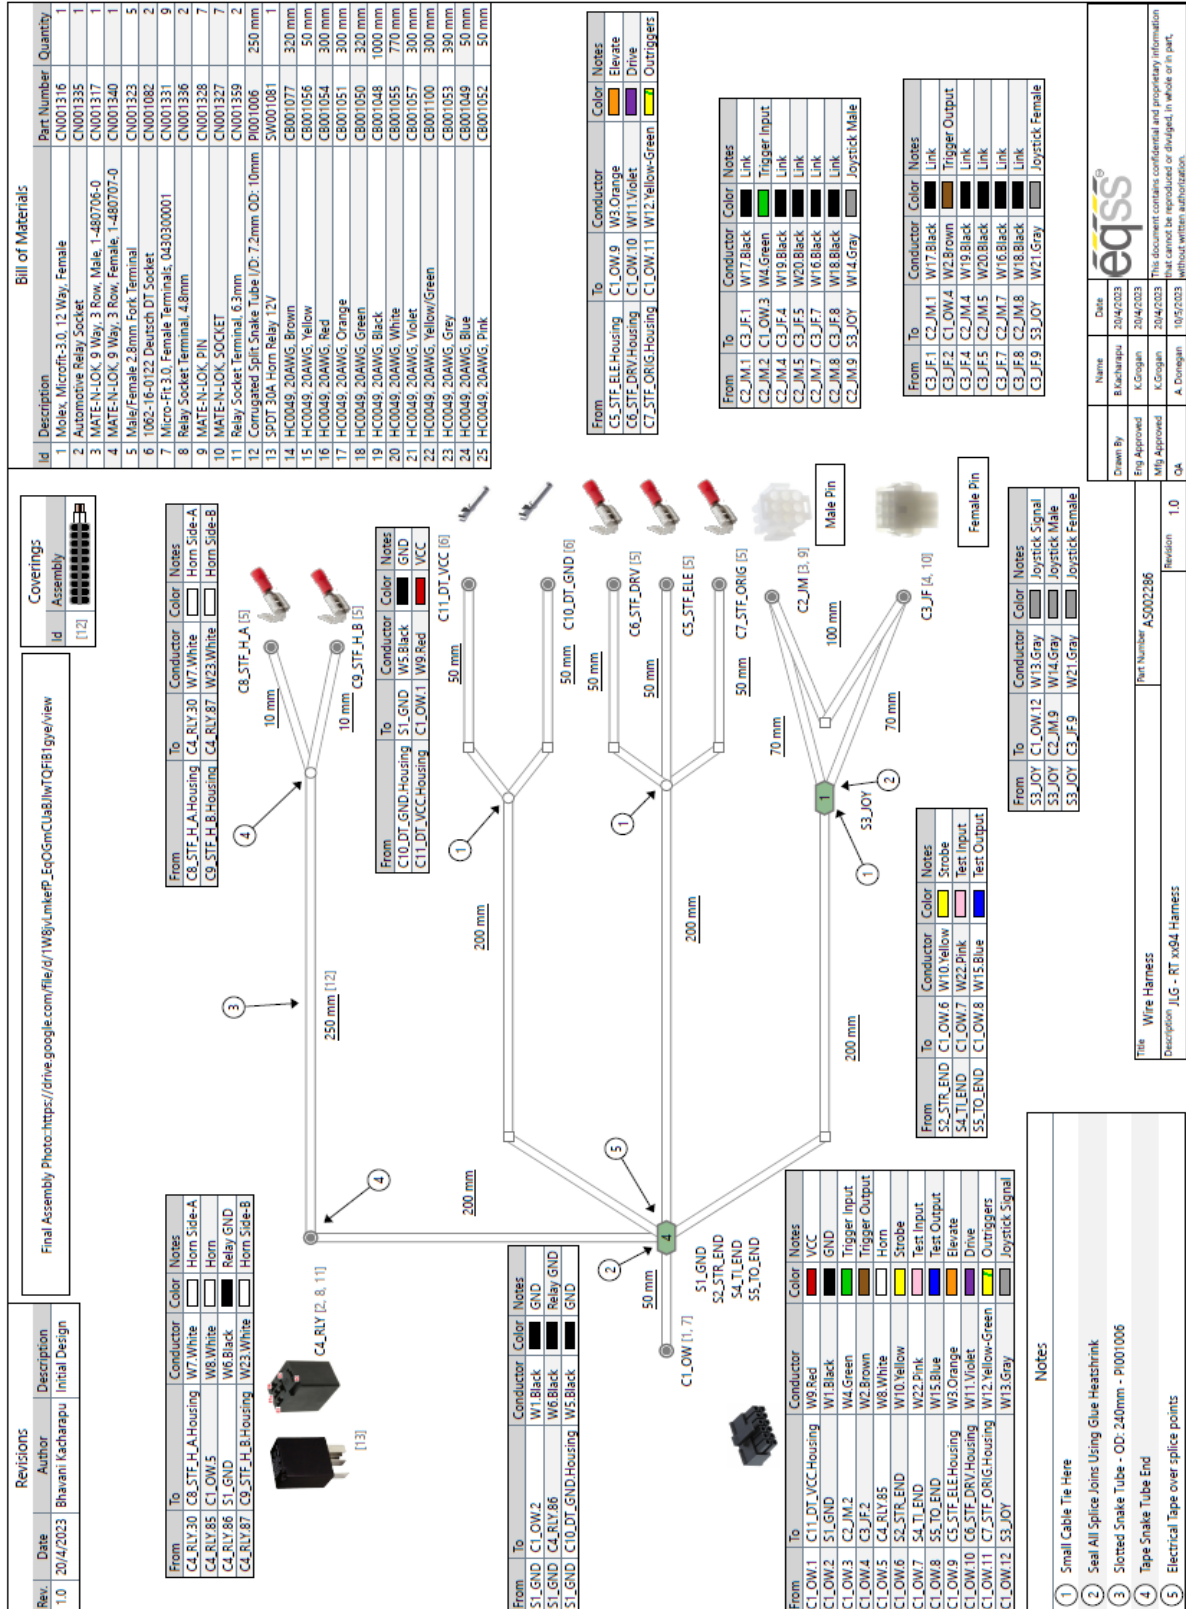 Revisions
Rev. Date Author Description
1.0 20/4/2023 Bhavani Kacharapu Initial Design
Final Assembly Photo:https://drive.google.com/file/d/1W8jvLmkefP_EqOGmCUaBJlwTQFiB1gye/view
Coverings
Id Assembly
[12]
Bill of Materials
Id Description Part Number Quantity
1 Molex, Microfit-3.0, 12 Way, Female CN001316 1
2 Automotive Relay Socket CN001335 1
3 MATE-N-LOK, 9 Way, 3 Row, Male, 1-480706-0 CN001317 1
4 MATE-N-LOK, 9 Way, 3 Row, Female, 1-480707-0 CN001340 1
5 Male/Female 2.8mm Fork Terminal CN001323 5
6 1062-16-0122 Deutsch DT Socket CN001082 2
7 Micro-Fit 3.0, Female Terminals, 0430300001 CN001331 9
8 Relay Socket Terminal, 4.8mm CN001336 2
9 MATE-N-LOK, PIN CN001328 7
10 MATE-N-LOK, SOCKET CN001327 7
11 Relay Socket Terminal, 6.3mm CN001359 2
12 Corrugated Split Snake Tube I/D: 7.2mm OD: 10mm PI001006 250 mm
13 SPDT 30A Horn Relay 12V SW001081 1
14 HC0049, 20AWG, Brown CB001077 320 mm
15 HC0049, 20AWG, Yellow CB001056 50 mm
16 HC0049, 20AWG, Red CB001054 300 mm
17 HC0049, 20AWG, Orange CB001051 300 mm
18 HC0049, 20AWG, Green CB001050 320 mm
19 HC0049, 20AWG, Black CB001048 1000 mm
20 HC0049, 20AWG, White CB001055 770 mm
21 HC0049, 20AWG, Violet CB001057 300 mm
22 HC0049, 20AWG, Yellow/Green CB001100 300 mm
23 HC0049, 20AWG, Grey CB001053 390 mm
24 HC0049, 20AWG, Blue CB001049 50 mm
25 HC0049, 20AWG, Pink CB001052 50 mm
From To Conductor Color Notes
C4_RLY.30 C8_STF_H_A.Housing W7.White Horn Side-A
C4_RLY.85 C1_OW.5 W8.White Horn
C4_RLY.86 S1_GND W6.Black Relay GND
C4_RLY.87 C9_STF_H_B.Housing W23.White Horn Side-B
[13]
C4_RLY [2, 8, 11]
4
200 mm
3
250 mm [12]
4
From To Conductor Color Notes
C8_STF_H_A.Housing C4_RLY.30 W7.White Horn Side-A
C9_STF_H_B.Housing C4_RLY.87 W23.White Horn Side-B
C8_STF_H_A [5]
10 mm
10 mm
C9_STF_H_B [5]
From To Conductor Color Notes
C10_DT_GND.Housing S1_GND W5.Black GND
C11_DT_VCC.Housing C1_OW.1 W9.Red VCC
C11_DT_VCC [6]
50 mm
1
200 mm
C10_DT_GND [6]
50 mm
From To Conductor Color Notes
C5_STF_ELE.Housing C1_OW.9 W3.Orange Elevate
C6_STF_DRV.Housing C1_OW.10 W11.Violet Drive
C7_STF_ORIG.Housing C1_OW.11 W12.Yellow-Green Outriggers
C6_STF_DRV [5]
50 mm
1
C5_STF_ELE [5]
50 mm
200 mm
C7_STF_ORIG [5]
50 mm
From To Conductor Color Notes
S1_GND C1_OW.2 W1.Black GND
S1_GND C4_RLY.86 W6.Black Relay GND
S1_GND C10_DT_GND.Housing W5.Black GND
5
2
4
50 mm
C1_OW [1, 7]
S1_GND
S2_STR_END
S4_TI_END
S5_TO_END
From To Conductor Color Notes
C2_JM.1 C3_JF.1 W17.Black Link
C2_JM.2 C1_OW.3 W4.Green Trigger Input
C2_JM.4 C3_JF.4 W19.Black Link
C2_JM.5 C3_JF.5 W20.Black Link
C2_JM.7 C3_JF.7 W16.Black Link
C2_JM.8 C3_JF.8 W18.Black Link
C2_JM.9 S3_JOY W14.Gray Joystick Male
C2_JM [3, 9]
Male Pin
100 mm
70 mm
70 mm
C3_JF [4, 10]
Female Pin
1
S3_JOY
2
1
200 mm
From To Conductor Color Notes
C3_JF.1 C2_JM.1 W17.Black Link
C3_JF.2 C1_OW.4 W2.Brown Trigger Output
C3_JF.4 C2_JM.4 W19.Black Link
C3_JF.5 C2_JM.5 W20.Black Link
C3_JF.7 C2_JM.7 W16.Black Link
C3_JF.8 C2_JM.8 W18.Black Link
C3_JF.9 S3_JOY W21.Gray Joystick Female
From To Conductor Color Notes
C1_OW.1 C11_DT_VCC.Housing W9.Red VCC
C1_OW.2 S1_GND W1.Black GND
C1_OW.3 C2_JM.2 W4.Green Trigger Input
C1_OW.4 C3_JF.2 W2.Brown Trigger Output
C1_OW.5 C4_RLY.85 W8.White Horn
C1_OW.6 S2_STR_END W10.Yellow Strobe
C1_OW.7 S4_TI_END W22.Pink Test Input
C1_OW.8 S5_TO_END W15.Blue Test Output
C1_OW.9 C5_STF_ELE.Housing W3.Orange Elevate
C1_OW.10 C6_STF_DRV.Housing W11.Violet Drive
C1_OW.11 C7_STF_ORIG.Housing W12.Yellow-Green Outriggers
C1_OW.12 S3_JOY W13.Gray Joystick Signal
From To Conductor Color Notes
S2_STR_END C1_OW.6 W10.Yellow Strobe
S4_TI_END C1_OW.7 W22.Pink Test Input
S5_TO_END C1_OW.8 W15.Blue Test Output
From To Conductor Color Notes
S3_JOY C1_OW.12 W13.Gray Joystick Signal
S3_JOY C2_JM.9 W14.Gray Joystick Male
S3_JOY C3_JF.9 W21.Gray Joystick Female
Notes
1 Small Cable Tie Here
2 Seal All Splice Joins Using Glue Heatshrink
3 Slotted Snake Tube - OD: 240mm - PI001006
4 Tape Snake Tube End
5 Electrical Tape over splice points
Title Wire Harness
Part Number AS002286
Description JLG - RT xx94 Harness
Revision 1.0
Name Date
Drawn By B.Kacharapu 20/4/2023
Eng Approved K.Grogan 20/4/2023
Mfg Approved K.Grogan 20/4/2023
QA A. Donegan 10/5/2023
eqss®
This document contains confidential and proprietary information
that cannot be reproduced or divulged, in whole or in part,
without written authorization.